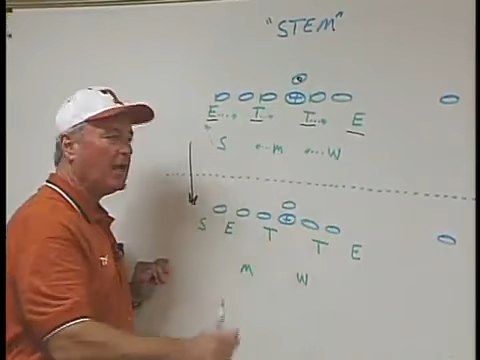 "STEM"
E...→ T..→ T...→ E
S ←..M ←...W
S E T T E
M W